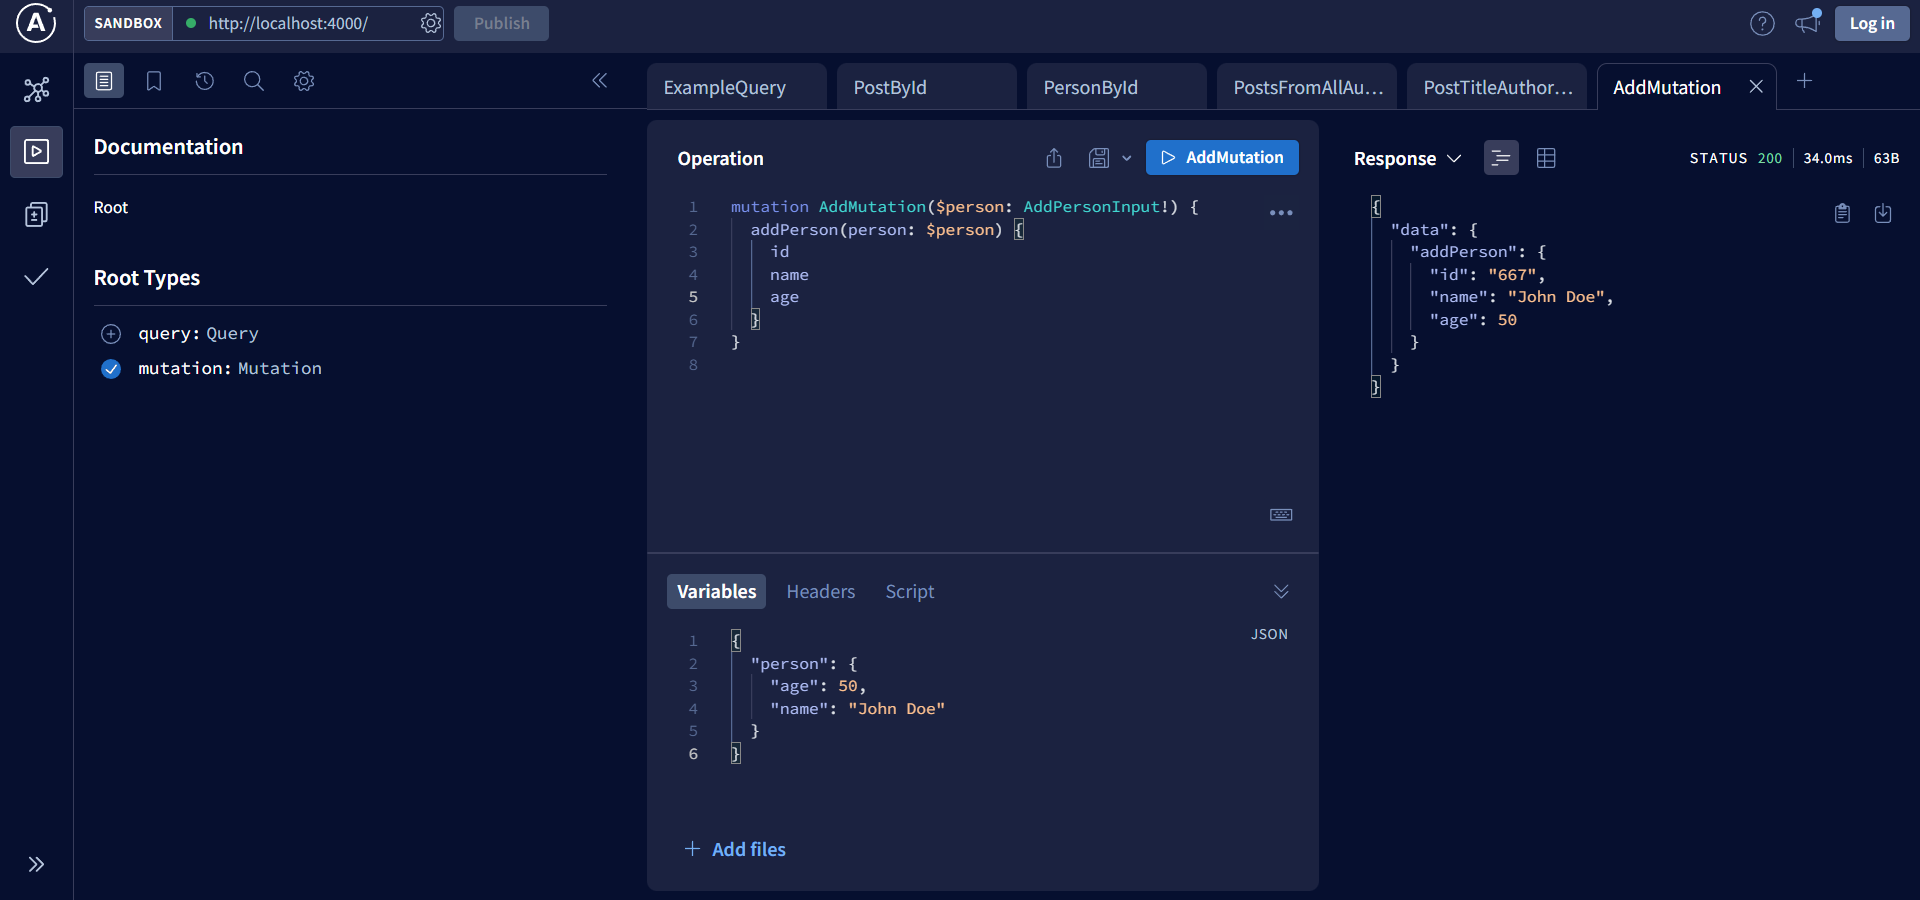 SANDBOX
http://localhost:4000/
Publish
Log in
ExampleQuery
PostById
PersonById
PostsFromAllAu...
PostTitleAuthor...
AddMutation
Documentation
Root
Root Types
query: Query
mutation: Mutation
Operation
AddMutation
1 mutation AddMutation($person: AddPersonInput!) {
2 addPerson(person: $person) {
3 id
4 name
5 age
6 }
7 }
8
Variables
Headers
Script
JSON
1 {
2 "person": {
3 "age": 50,
4 "name": "John Doe"
5 }
6 }
Add files
Response
STATUS 200
34.0ms
63B
{
"data": {
"addPerson": {
"id": "667",
"name": "John Doe",
"age": 50
}
}
}